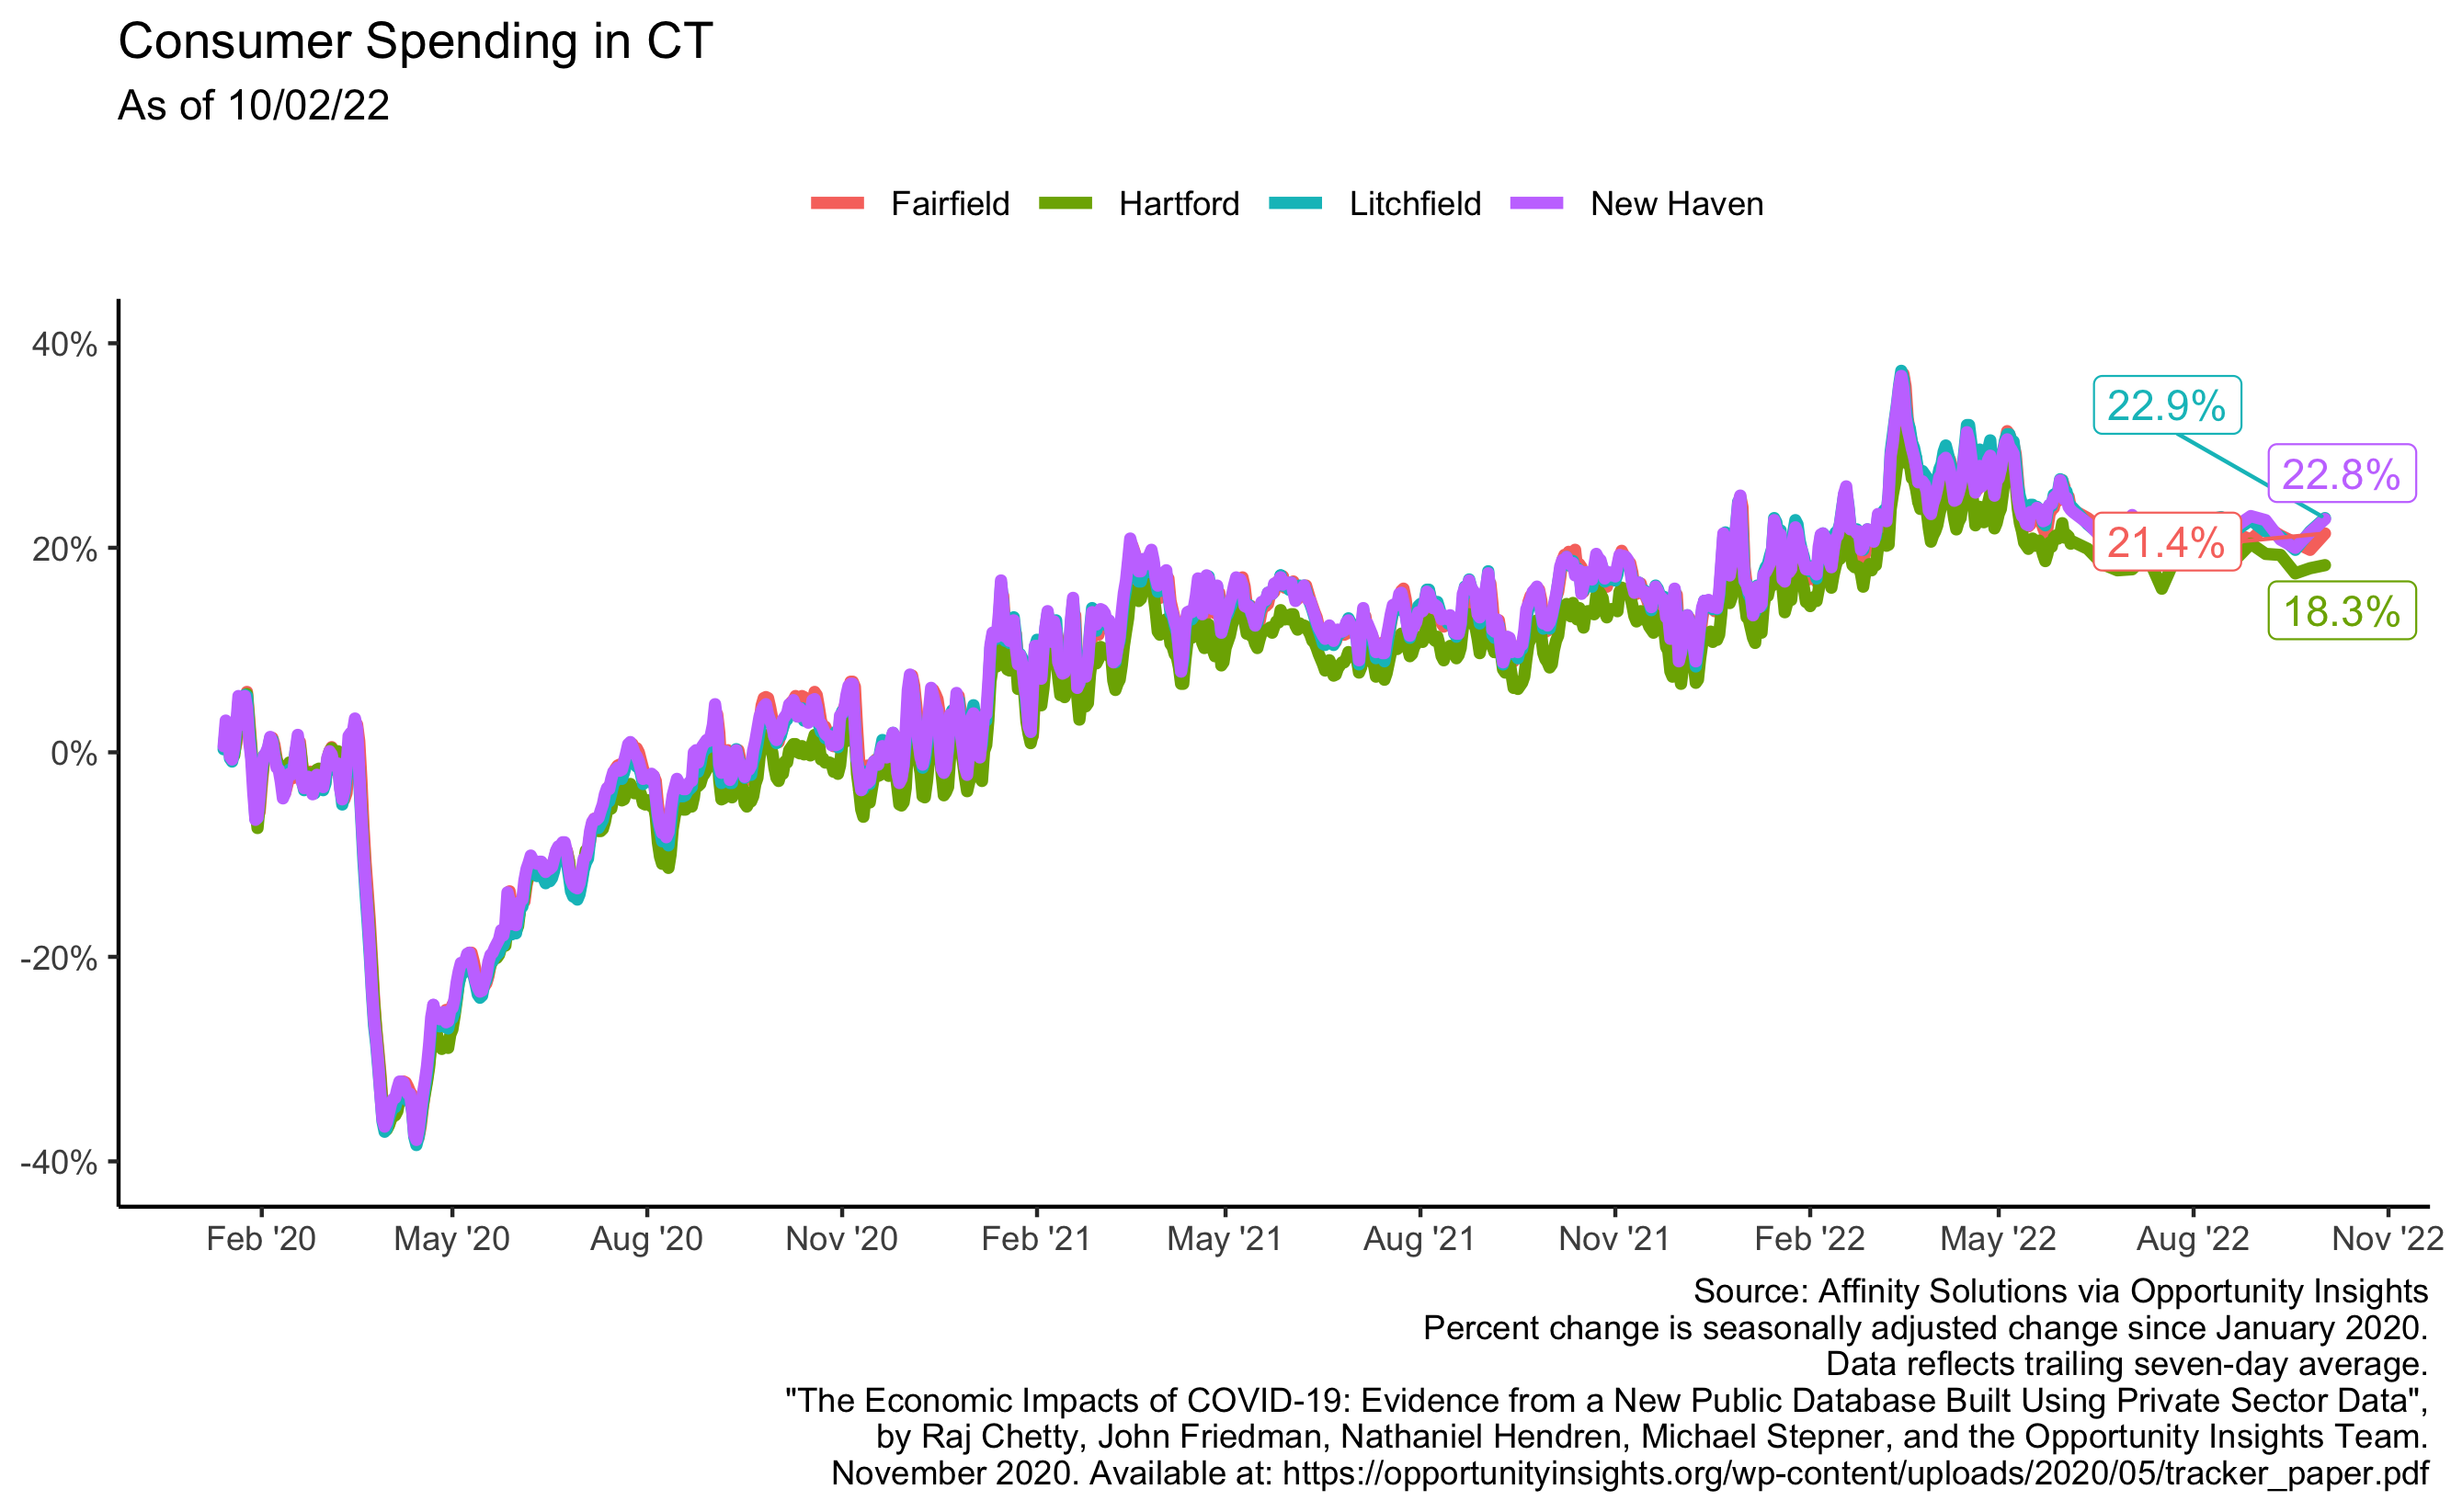 Consumer Spending in CT
As of 10/02/22
Fairfield Hartford Litchfield New Haven
40%
20%
0%
-20%
-40%
22.9%
22.8%
21.4%
18.3%
Feb '20 May '20 Aug '20 Nov '20 Feb '21 May '21 Aug '21 Nov '21 Feb '22 May '22 Aug '22 Nov '22
Source: Affinity Solutions via Opportunity Insights
Percent change is seasonally adjusted change since January 2020.
Data reflects trailing seven-day average.
"The Economic Impacts of COVID-19: Evidence from a New Public Database Built Using Private Sector Data",
by Raj Chetty, John Friedman, Nathaniel Hendren, Michael Stepner, and the Opportunity Insights Team.
November 2020. Available at: https://opportunityinsights.org/wp-content/uploads/2020/05/tracker_paper.pdf